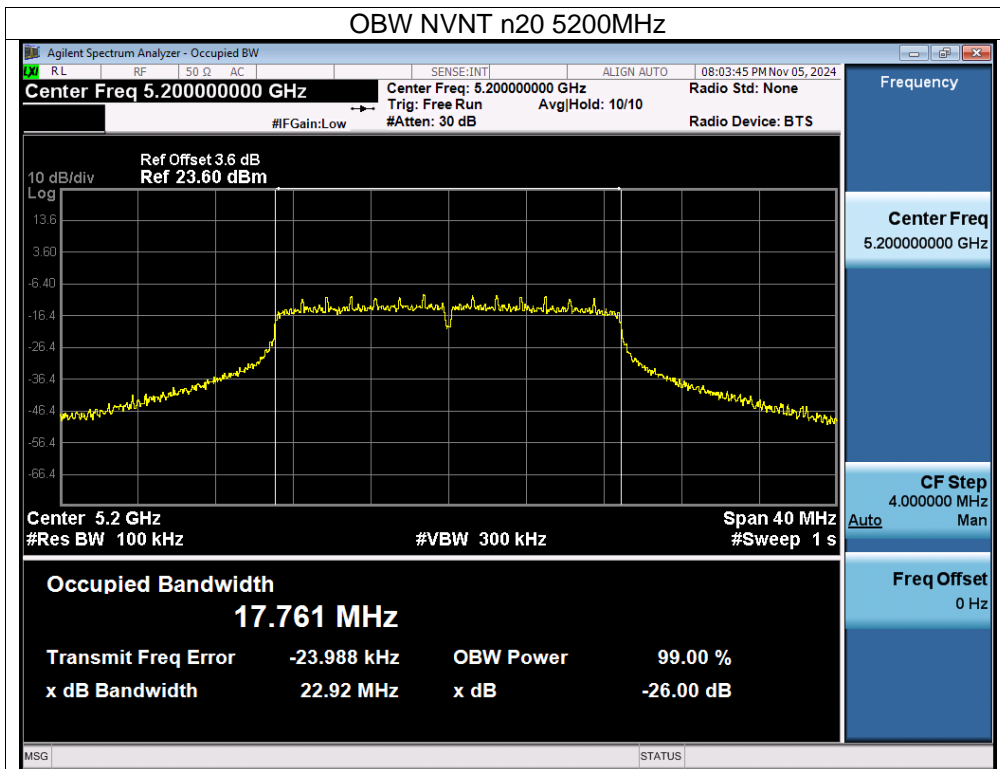 OBW NVNT n20 5200MHz
Agilent Spectrum Analyzer - Occupied BW
LXI RL RF 50 Ω AC SENSE:INT ALIGN AUTO 08:03:45 PM Nov 05, 2024
Center Freq 5.200000000 GHz
Center Freq: 5.200000000 GHz
Radio Std: None
Trig: Free Run Avg|Hold: 10/10
#IFGain:Low #Atten: 30 dB Radio Device: BTS
Ref Offset 3.6 dB
10 dB/div Ref 23.60 dBm
Log
13.6
3.60
-6.40
-16.4
-26.4
-36.4
-46.4
-56.4
-66.4
Center 5.2 GHz Span 40 MHz
#Res BW 100 kHz #VBW 300 kHz #Sweep 1 s
Occupied Bandwidth
17.761 MHz
Transmit Freq Error -23.988 kHz OBW Power 99.00 %
x dB Bandwidth 22.92 MHz x dB -26.00 dB
Frequency
Center Freq
5.200000000 GHz
CF Step
4.000000 MHz
Auto Man
Freq Offset
0 Hz
MSG STATUS